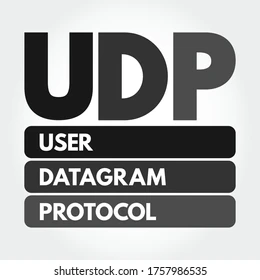 UDP
USER
DATAGRAM
PROTOCOL
shutterstock.com · 1757986535